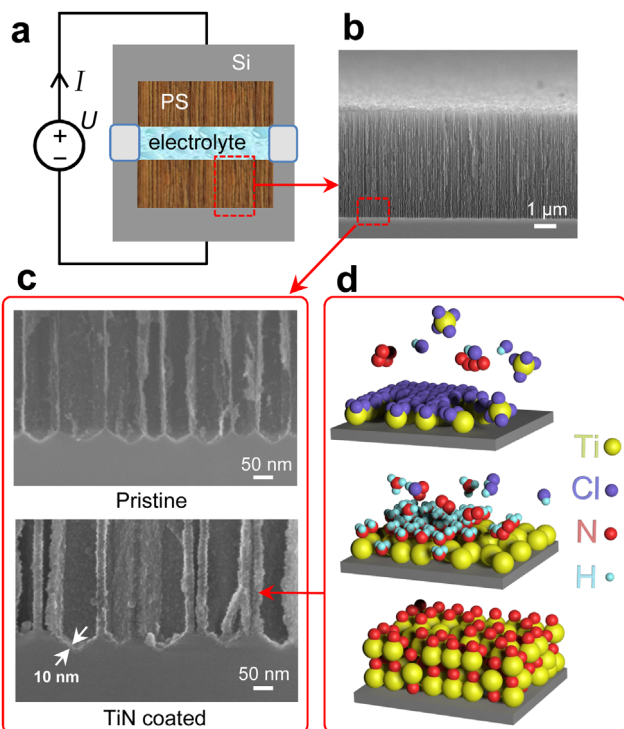 a
b
Si
PS
I
U
+
−
electrolyte
1 µm
c
d
50 nm
Pristine
10 nm
50 nm
TiN coated
Ti
Cl
N
H